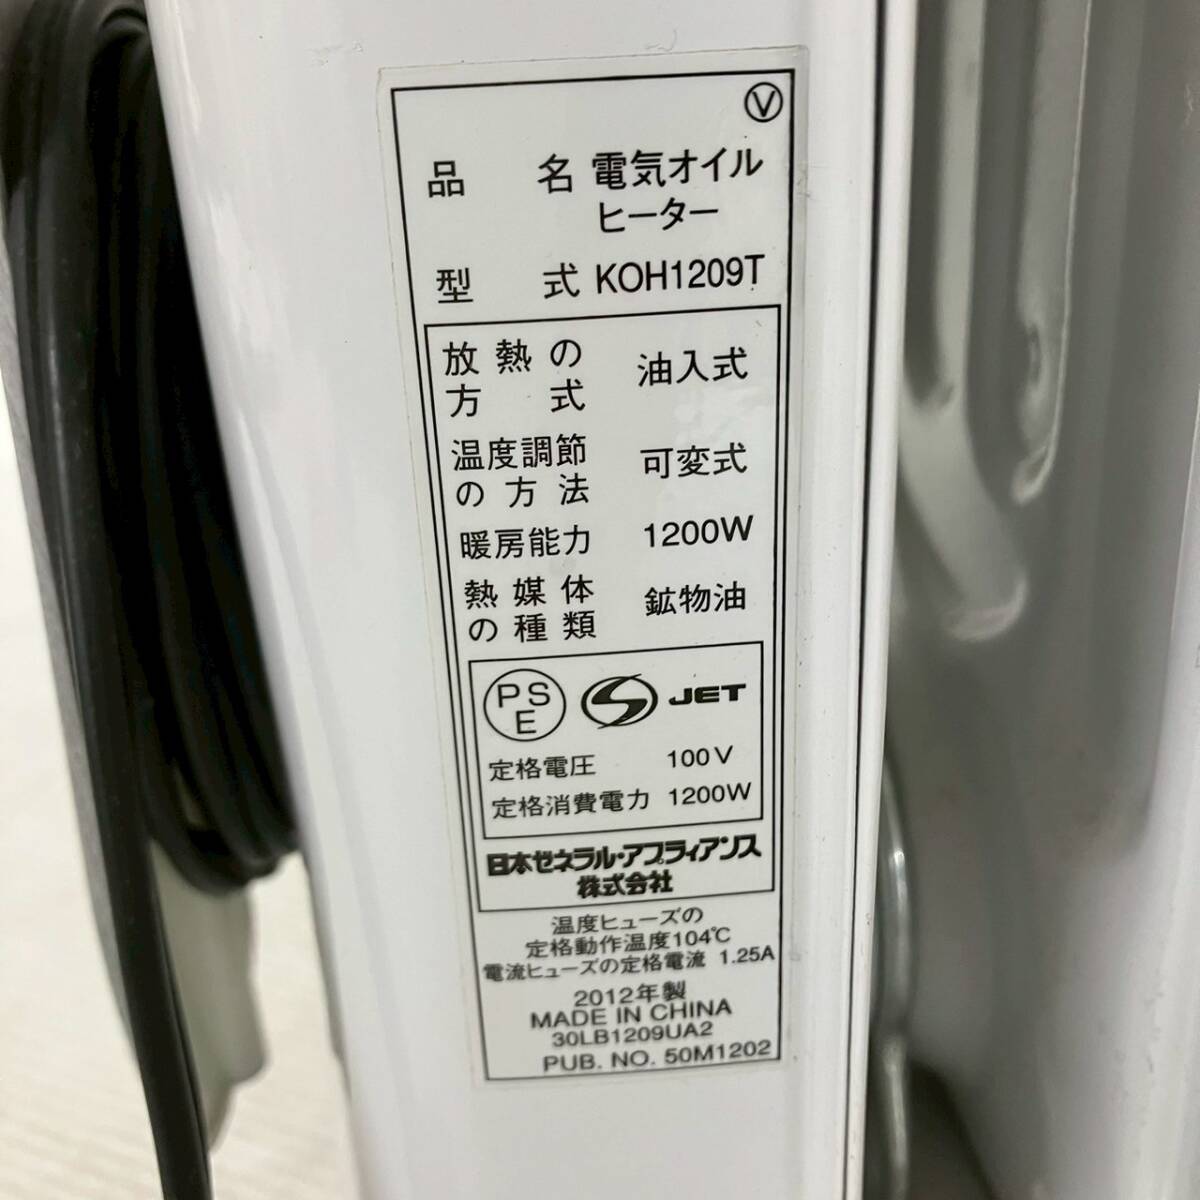 Ⓥ
品 名 電気オイル
ヒーター
型 式 KOH1209T
放熱の
方 式 油入式
温度調節
の方法 可変式
暖房能力 1200W
熱媒体
の種類 鉱物油
PS
E JET
定格電圧 100V
定格消費電力 1200W
日本ゼネラル・アプライアンス
株式会社
温度ヒューズの
定格動作温度104℃
電流ヒューズの定格電流 1.25A
2012年製
MADE IN CHINA
30LB1209UA2
PUB. NO. 50M1202